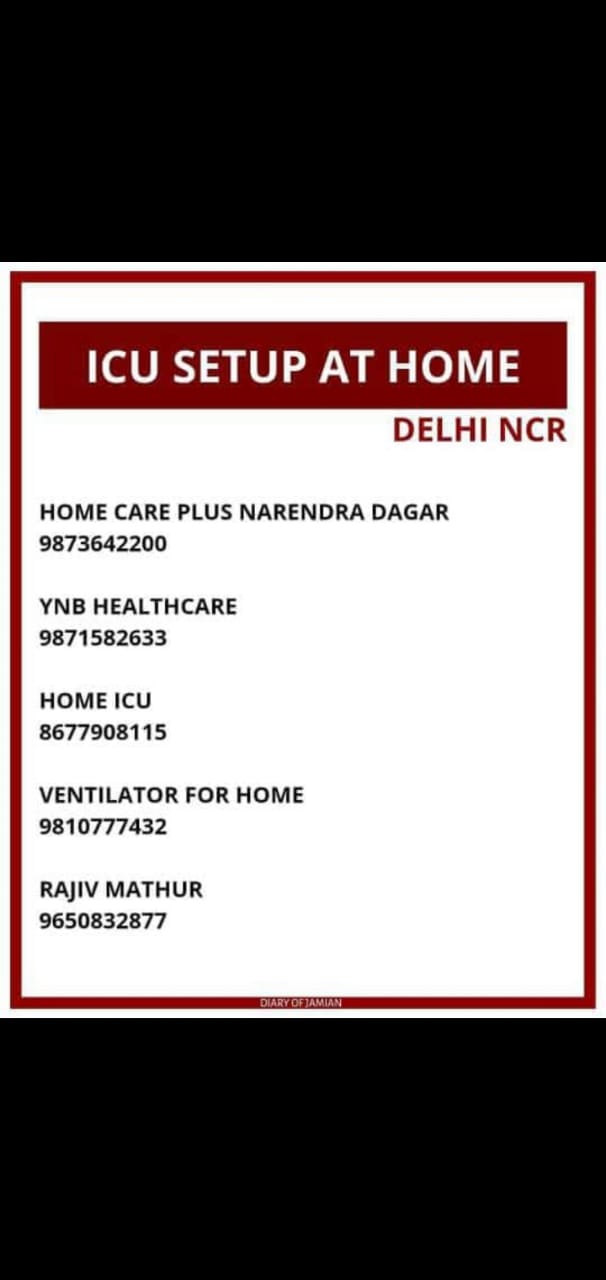 ICU SETUP AT HOME
DELHI NCR
HOME CARE PLUS NARENDRA DAGAR
9873642200
YNB HEALTHCARE
9871582633
HOME ICU
8677908115
VENTILATOR FOR HOME
9810777432
RAJIV MATHUR
9650832877
DIARY OF JAMIAN